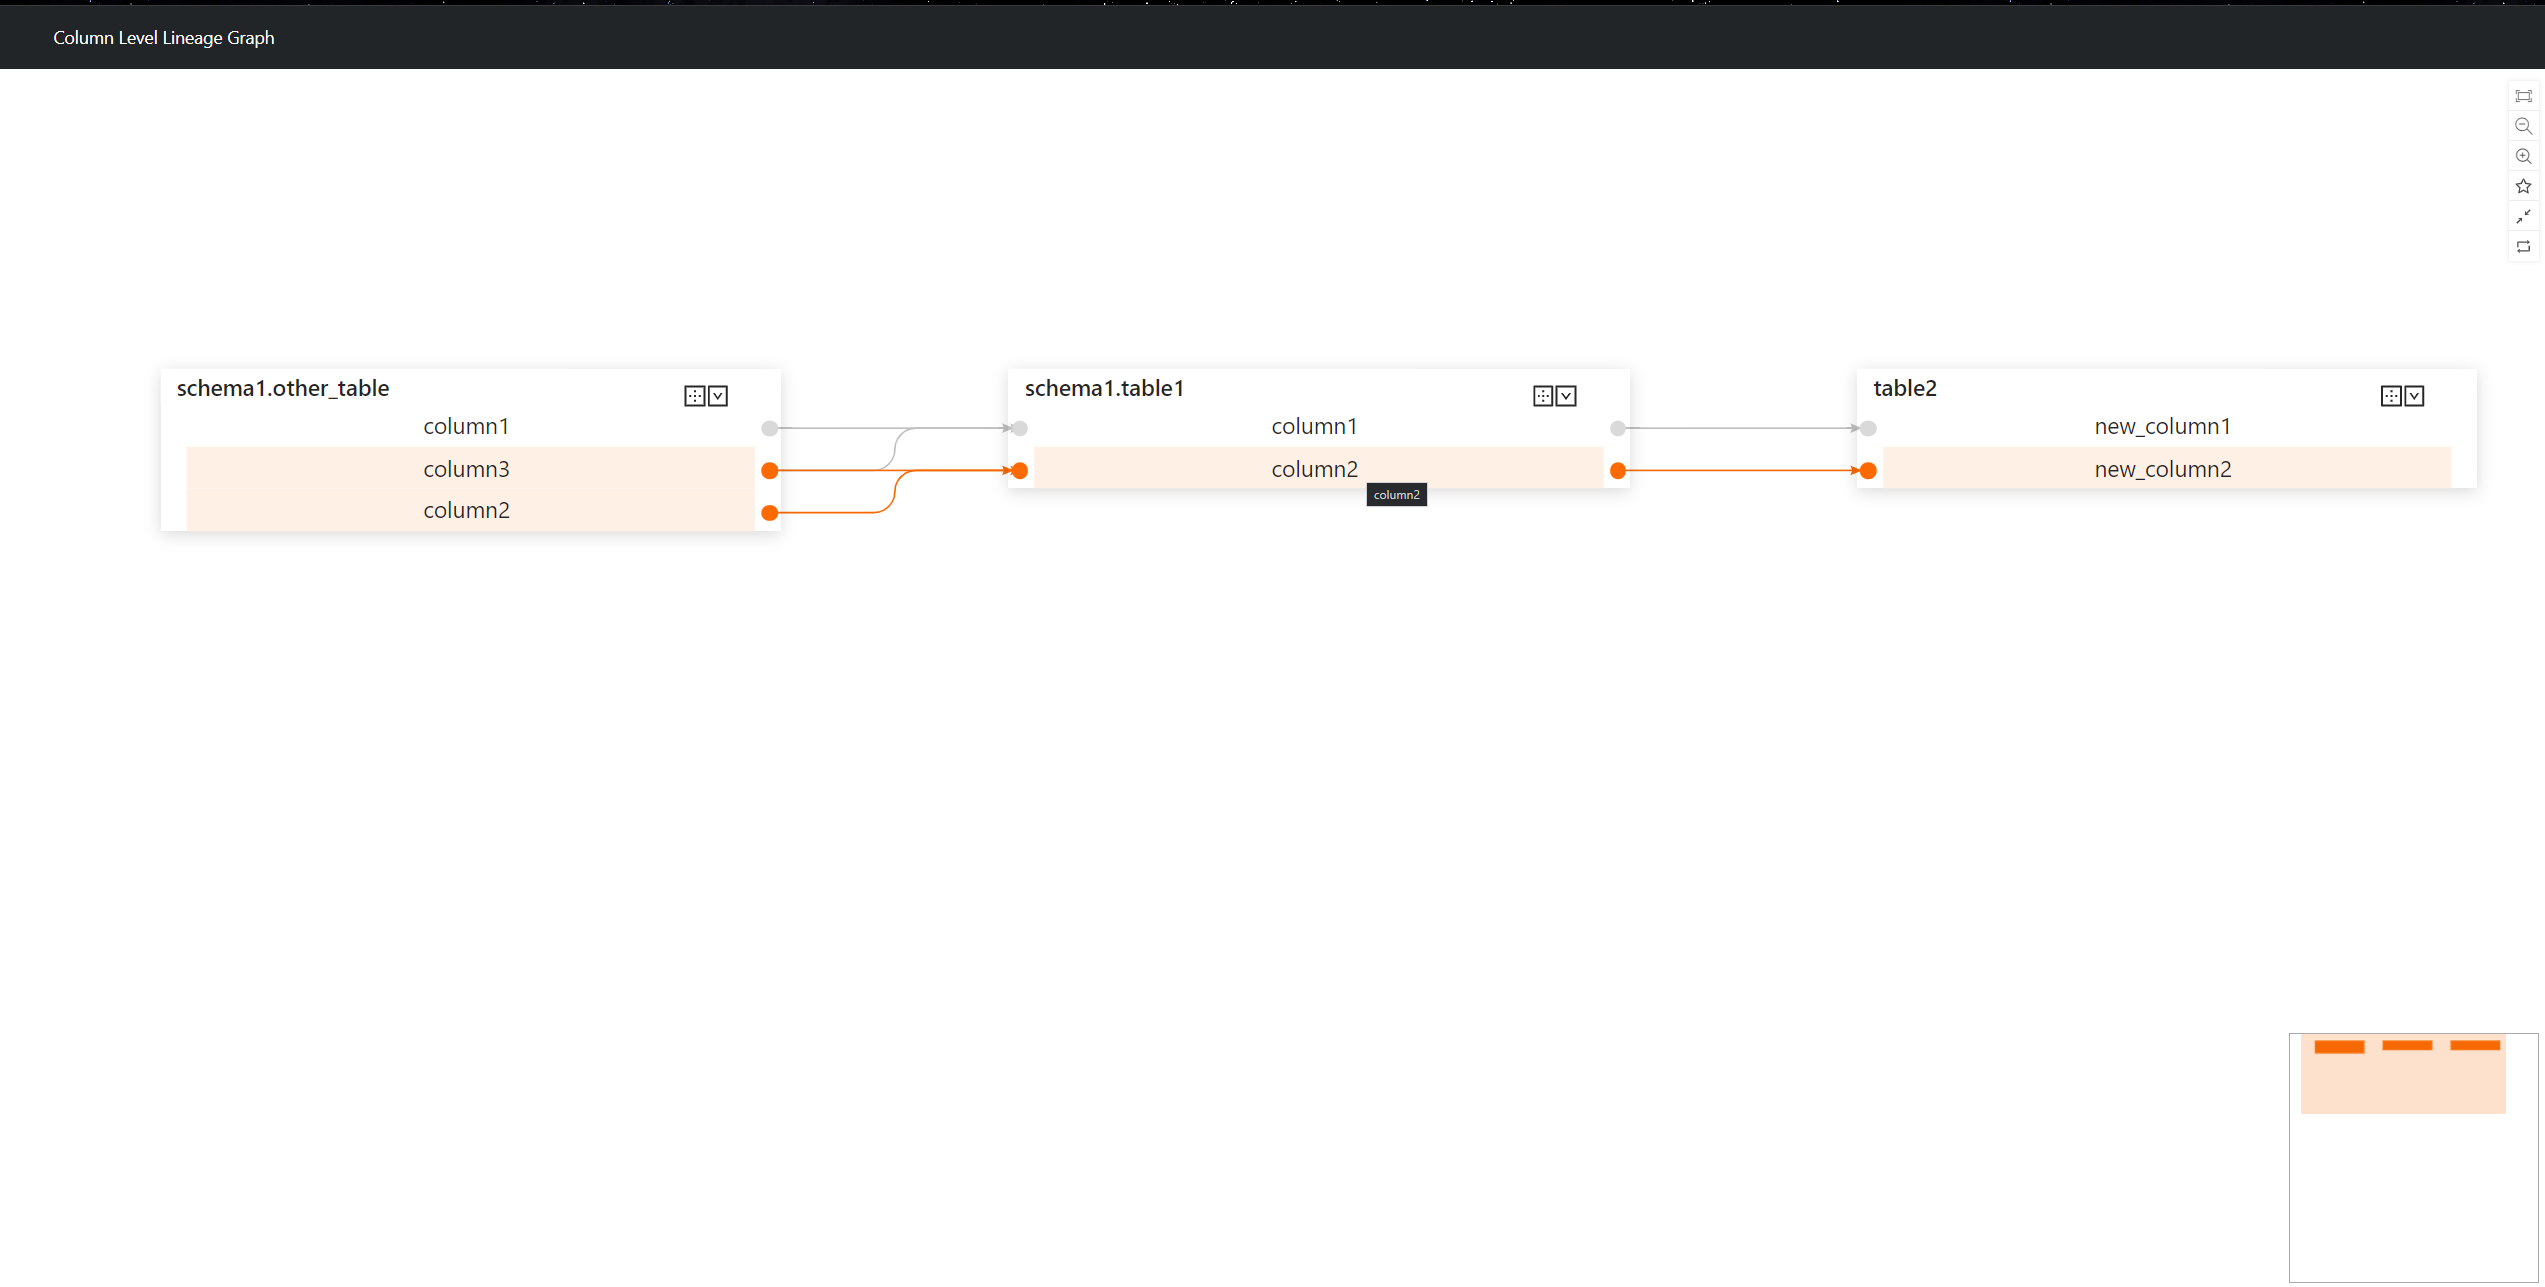 Column Level Lineage Graph
schema1.other_table
column1
column3
column2
schema1.table1
column1
column2
column2
table2
new_column1
new_column2